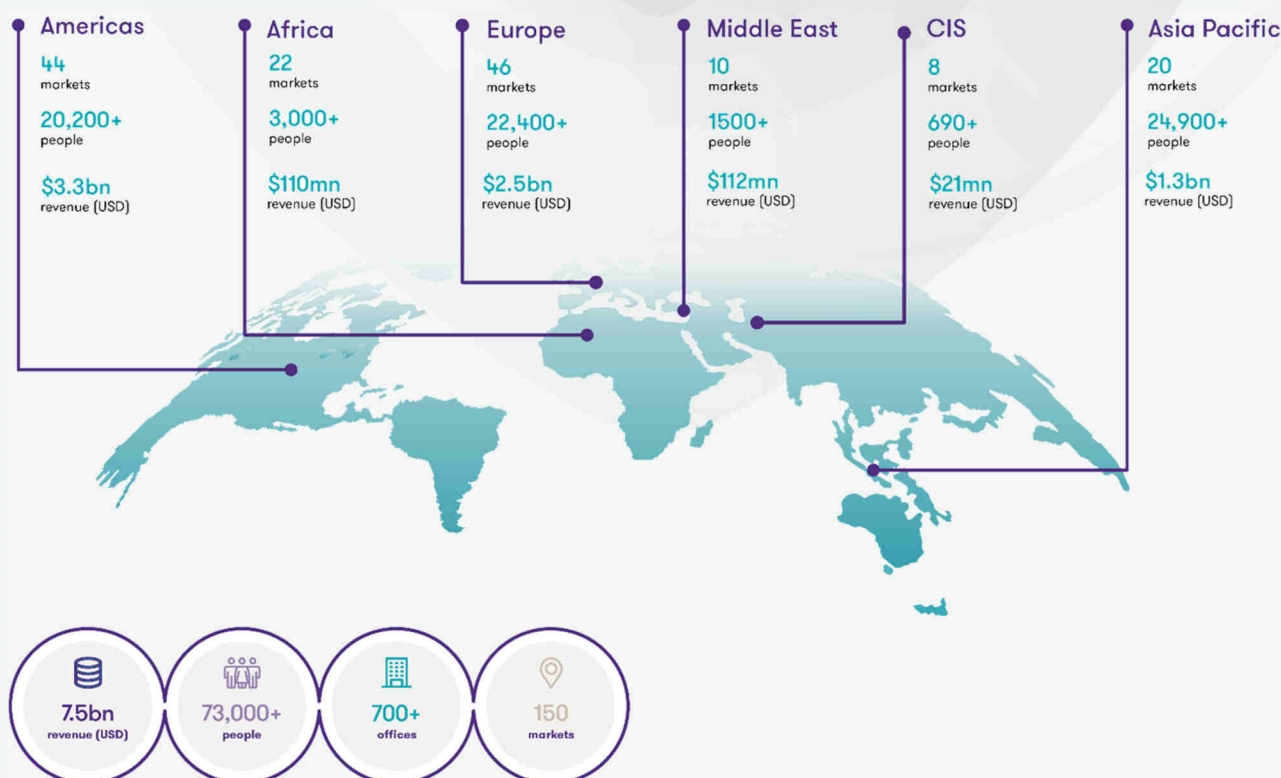 Americas
44
markets
20,200+
people
$3.3bn
revenue (USD)
Africa
22
markets
3,000+
people
$110mn
revenue (USD)
Europe
46
markets
22,400+
people
$2.5bn
revenue (USD)
Middle East
10
markets
1500+
people
$112mn
revenue (USD)
CIS
8
markets
690+
people
$21mn
revenue (USD)
Asia Pacific
20
markets
24,900+
people
$1.3bn
revenue (USD)
7.5bn
revenue (USD)
73,000+
people
700+
offices
150
markets